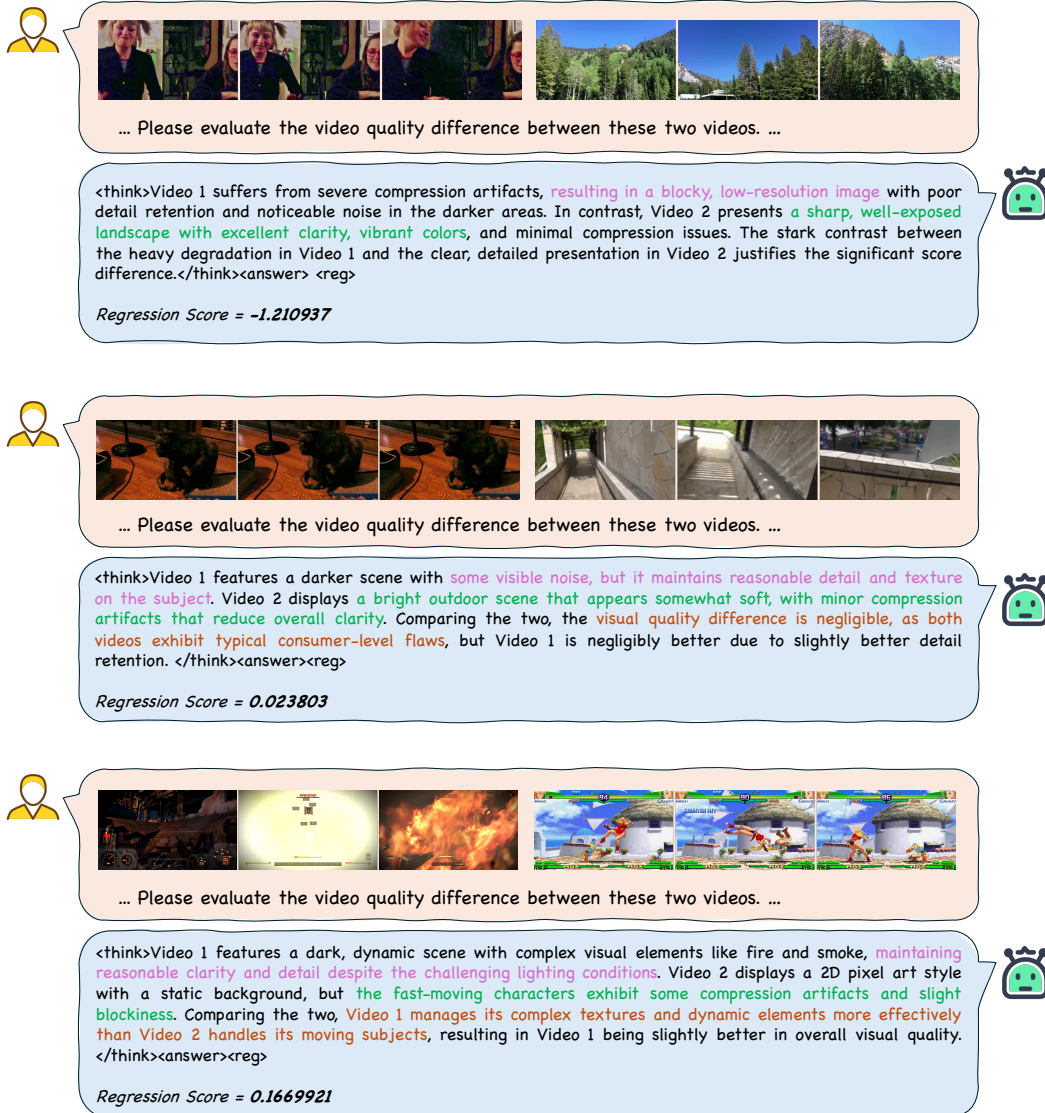 ... Please evaluate the video quality difference between these two videos. ...
<think>Video 1 suffers from severe compression artifacts, resulting in a blocky, low-resolution image with poor
detail retention and noticeable noise in the darker areas. In contrast, Video 2 presents a sharp, well-exposed
landscape with excellent clarity, vibrant colors, and minimal compression issues. The stark contrast between
the heavy degradation in Video 1 and the clear, detailed presentation in Video 2 justifies the significant score
difference.</think><answer> <reg>
Regression Score = -1.210937
... Please evaluate the video quality difference between these two videos. ...
<think>Video 1 features a darker scene with some visible noise, but it maintains reasonable detail and texture
on the subject. Video 2 displays a bright outdoor scene that appears somewhat soft, with minor compression
artifacts that reduce overall clarity. Comparing the two, the visual quality difference is negligible, as both
videos exhibit typical consumer-level flaws, but Video 1 is negligibly better due to slightly better detail
retention. </think><answer><reg>
Regression Score = 0.023803
94 90 86
... Please evaluate the video quality difference between these two videos. ...
<think>Video 1 features a dark, dynamic scene with complex visual elements like fire and smoke, maintaining
reasonable clarity and detail despite the challenging lighting conditions. Video 2 displays a 2D pixel art style
with a static background, but the fast-moving characters exhibit some compression artifacts and slight
blockiness. Comparing the two, Video 1 manages its complex textures and dynamic elements more effectively
than Video 2 handles its moving subjects, resulting in Video 1 being slightly better in overall visual quality.
</think><answer><reg>
Regression Score = 0.1669921